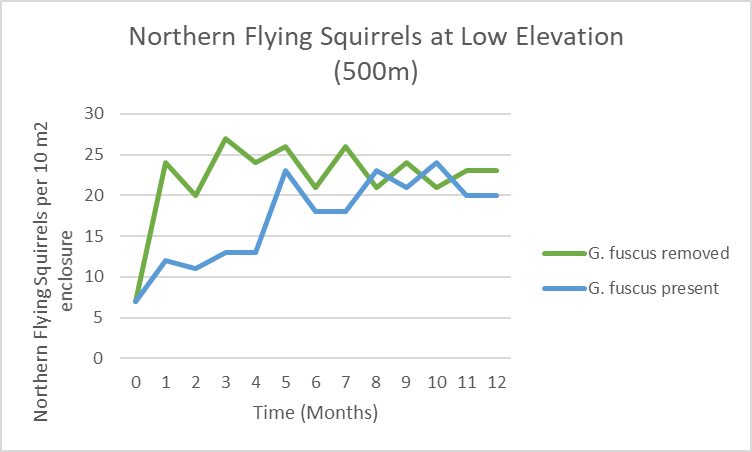 Northern Flying Squirrels at Low Elevation
(500m)
Northern Flying Squirrels per 10 m2
enclosure
30
25
20
15
10
5
0
0 1 2 3 4 5 6 7 8 9 10 11 12
Time (Months)
G. fuscus removed
G. fuscus present